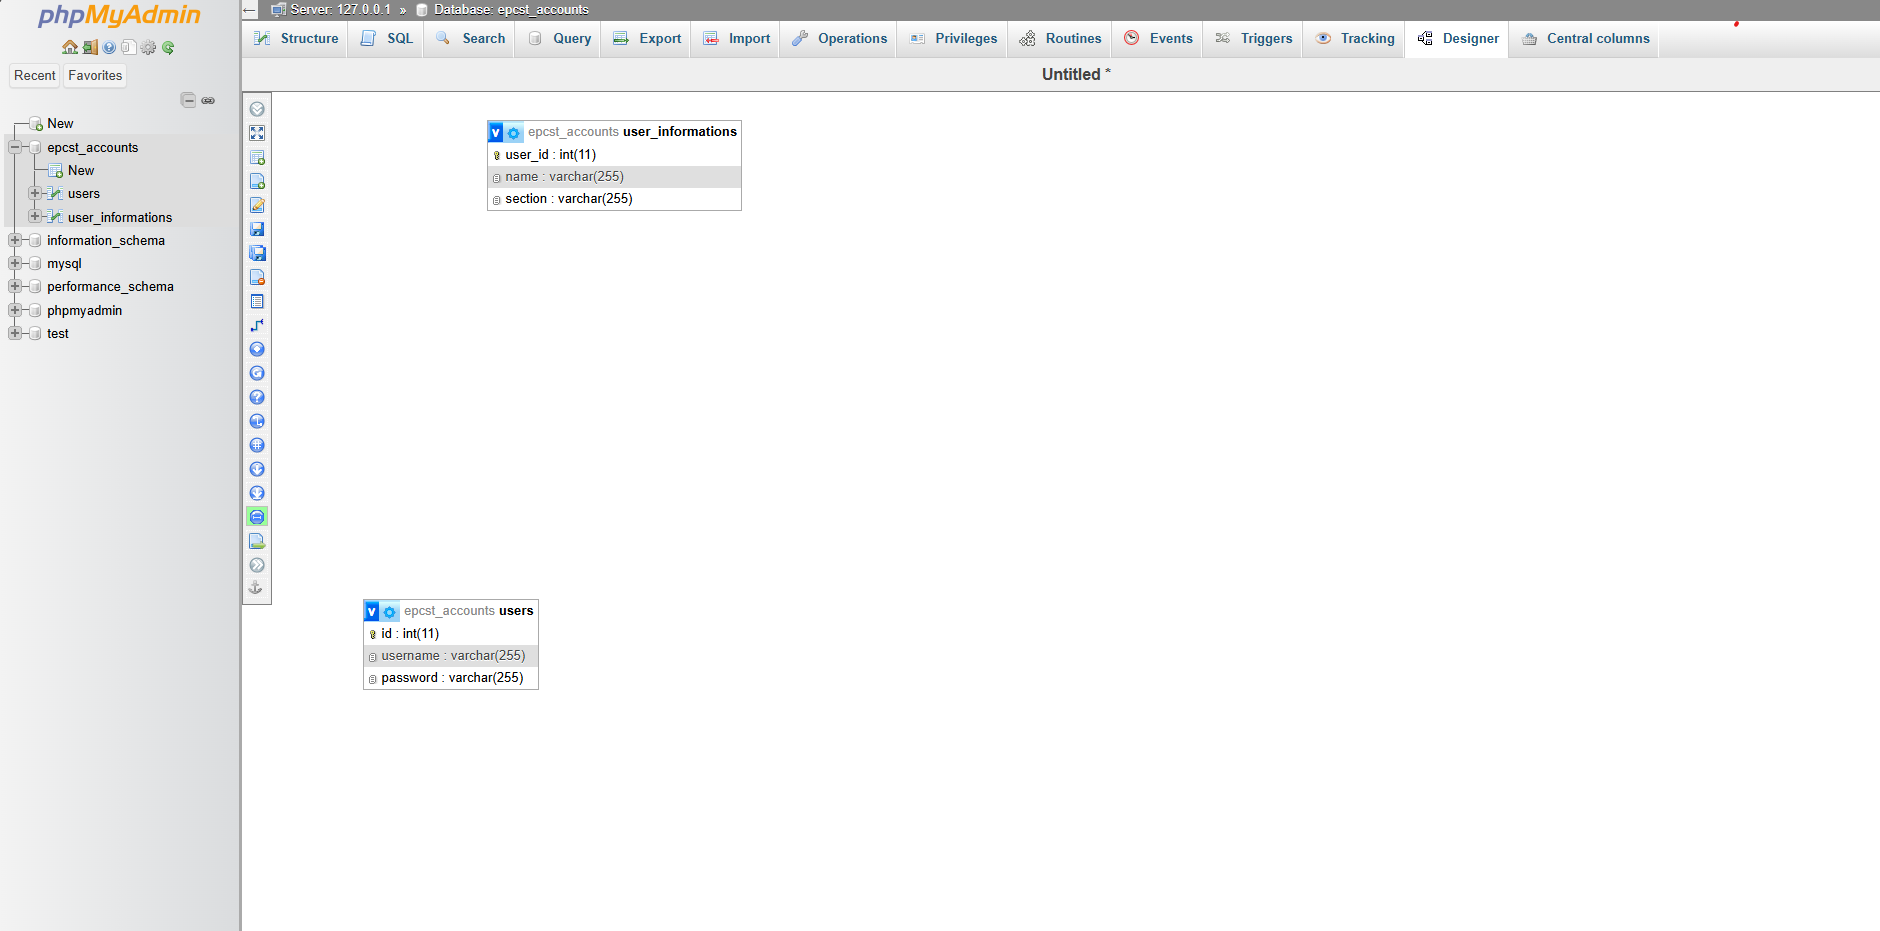 phpMyAdmin
Recent Favorites
New
epcst_accounts
New
users
user_informations
information_schema
mysql
performance_schema
phpmyadmin
test
← Server: 127.0.0.1 » Database: epcst_accounts
Structure SQL Search Query Export Import Operations Privileges Routines Events Triggers Tracking Designer Central columns
Untitled *
v epcst_accounts user_informations
user_id : int(11)
name : varchar(255)
section : varchar(255)
v epcst_accounts users
id : int(11)
username : varchar(255)
password : varchar(255)